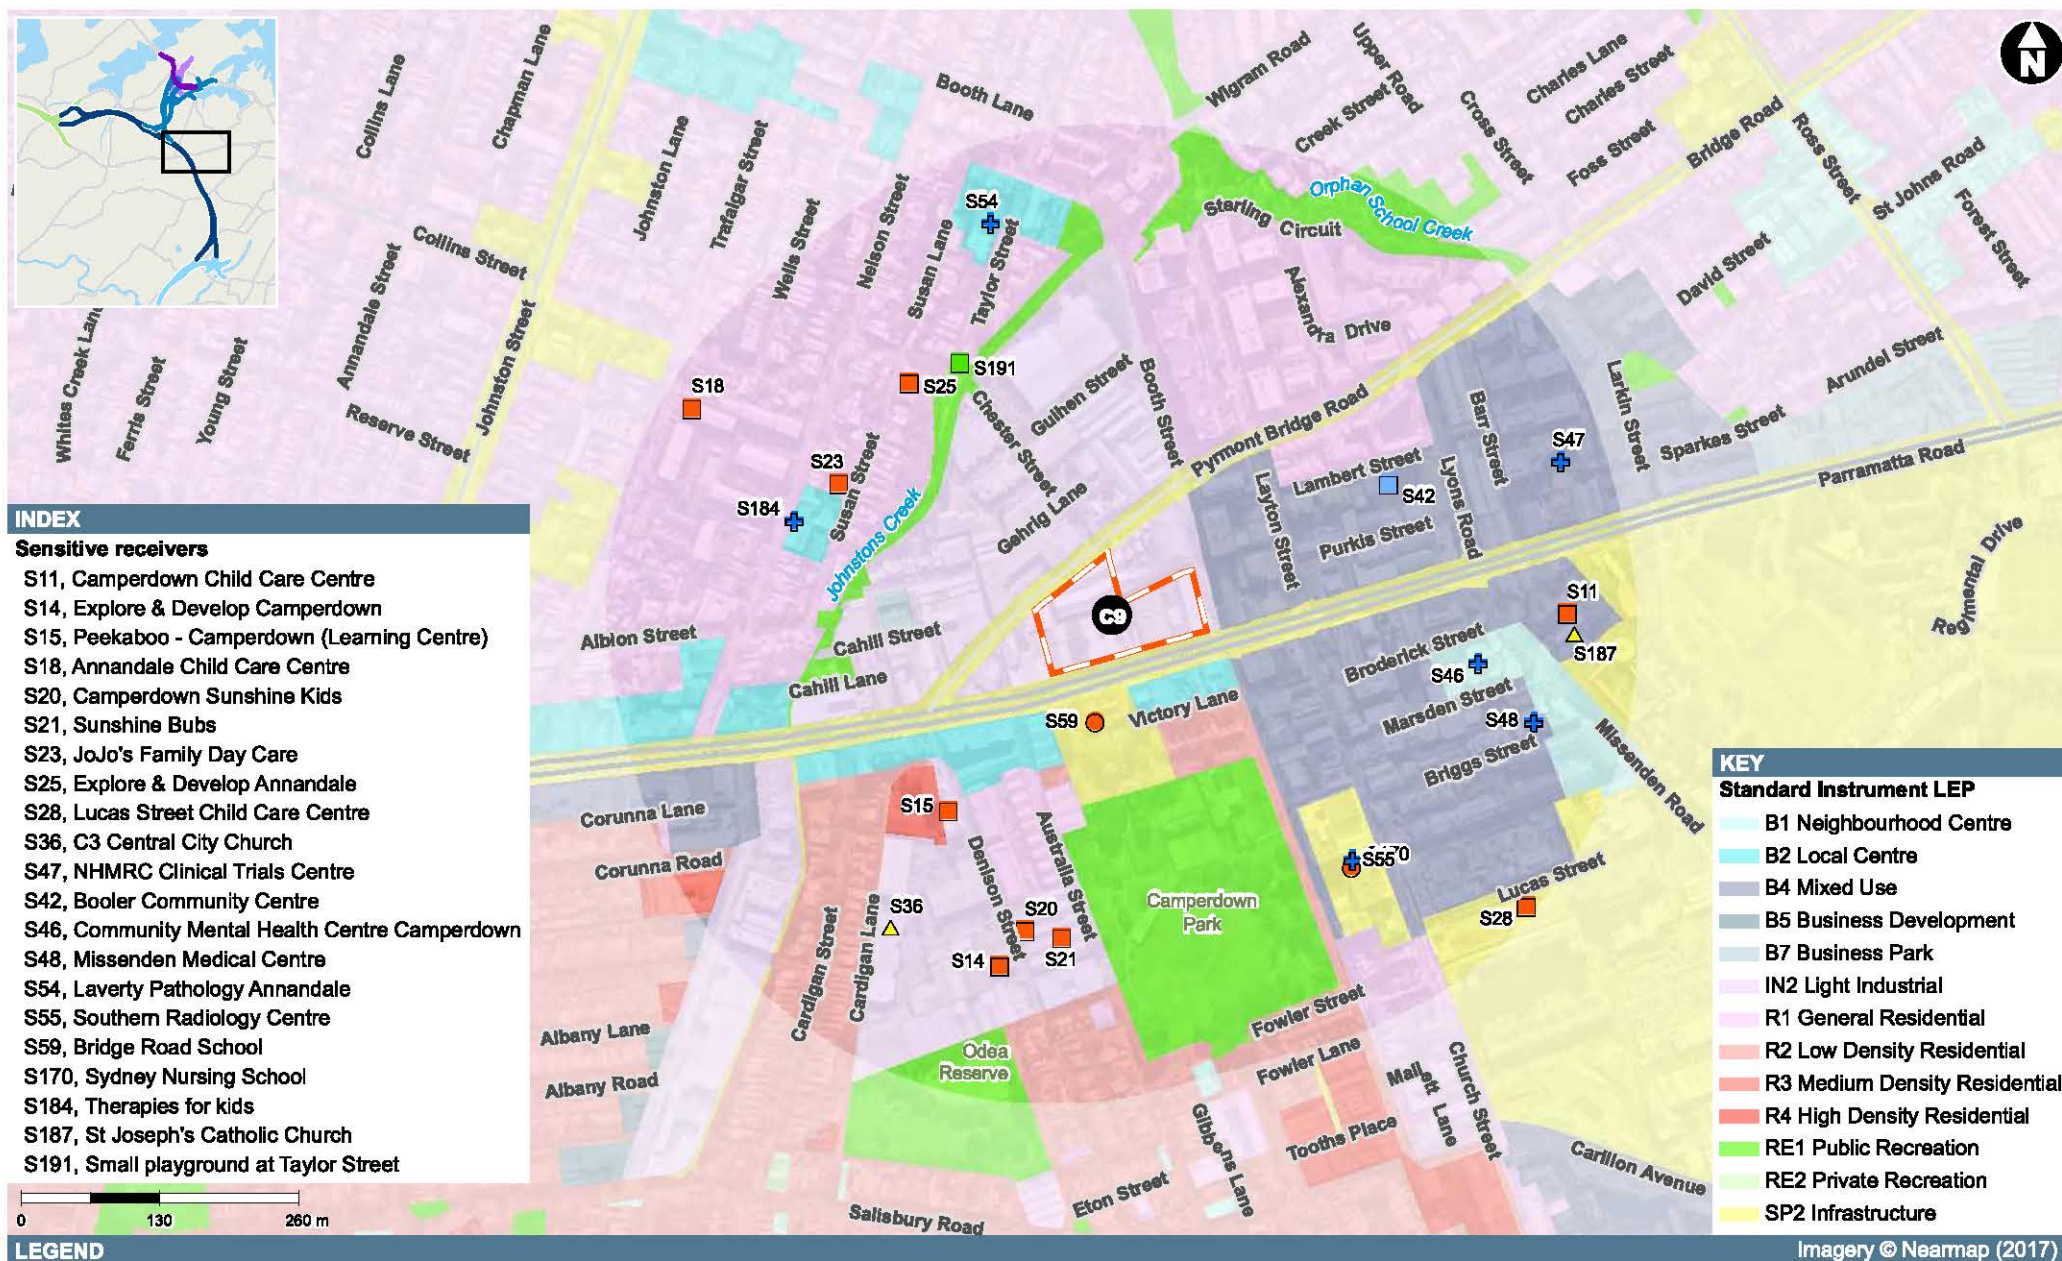 N
Collins Lane
Chapman Lane
Booth Lane
Wigram Road
Upper Road
Creek Street
Cross Street
Charles Lane
Charles Street
Foss Street
Bridge Road
Ross Street
St Johns Road
Forest Street
Johnston Lane
Trafalgar Street
Wells Street
Nelson Street
Susan Lane
Taylor Street
S54
Sterling Circuit
Orphan School Creek
Alexandra Drive
David Street
Collins Street
Annandale Street
Johnston Street
Whites Creek Lane
Ferris Street
Young Street
Reserve Street
S18
S25
S191
Chester Street
Guihen Street
Booth Street
Pyrmont Bridge Road
Barr Street
Larkin Street
Arundel Street
Sparkes Street
Parramatta Road
S47
Lambert Street
S42
Lyons Road
Layton Street
Purkis Street
S23
Susan Street
S184
Johnstons Creek
Gehrig Lane
C9
Albion Street
Cahill Street
Cahill Lane
Regimental Drive
S11
S187
Broderick Street
S46
Marsden Street
S48
Briggs Street
Missenden Road
S59
Victory Lane
Corunna Lane
Corunna Road
S15
Denison Street
Australia Street
Camperdown
Park
S55
S170
Lucas Street
S28
S36
S20
S21
S14
Cardigan Street
Cardigan Lane
Albany Lane
Albany Road
Odea
Reserve
Fowler Street
Fowler Lane
Mallett Lane
Church Street
Gibbens Lane
Tooths Place
Eton Street
Salisbury Road
Carillon Avenue
INDEX
Sensitive receivers
S11, Camperdown Child Care Centre
S14, Explore & Develop Camperdown
S15, Peekaboo - Camperdown (Learning Centre)
S18, Annandale Child Care Centre
S20, Camperdown Sunshine Kids
S21, Sunshine Bubs
S23, JoJo's Family Day Care
S25, Explore & Develop Annandale
S28, Lucas Street Child Care Centre
S36, C3 Central City Church
S47, NHMRC Clinical Trials Centre
S42, Booler Community Centre
S46, Community Mental Health Centre Camperdown
S48, Missenden Medical Centre
S54, Laverty Pathology Annandale
S55, Southern Radiology Centre
S59, Bridge Road School
S170, Sydney Nursing School
S184, Therapies for kids
S187, St Joseph's Catholic Church
S191, Small playground at Taylor Street
0 130 260 m
KEY
Standard Instrument LEP
B1 Neighbourhood Centre
B2 Local Centre
B4 Mixed Use
B5 Business Development
B7 Business Park
IN2 Light Industrial
R1 General Residential
R2 Low Density Residential
R3 Medium Density Residential
R4 High Density Residential
RE1 Public Recreation
RE2 Private Recreation
SP2 Infrastructure
LEGEND
Imagery © Nearmap (2017)